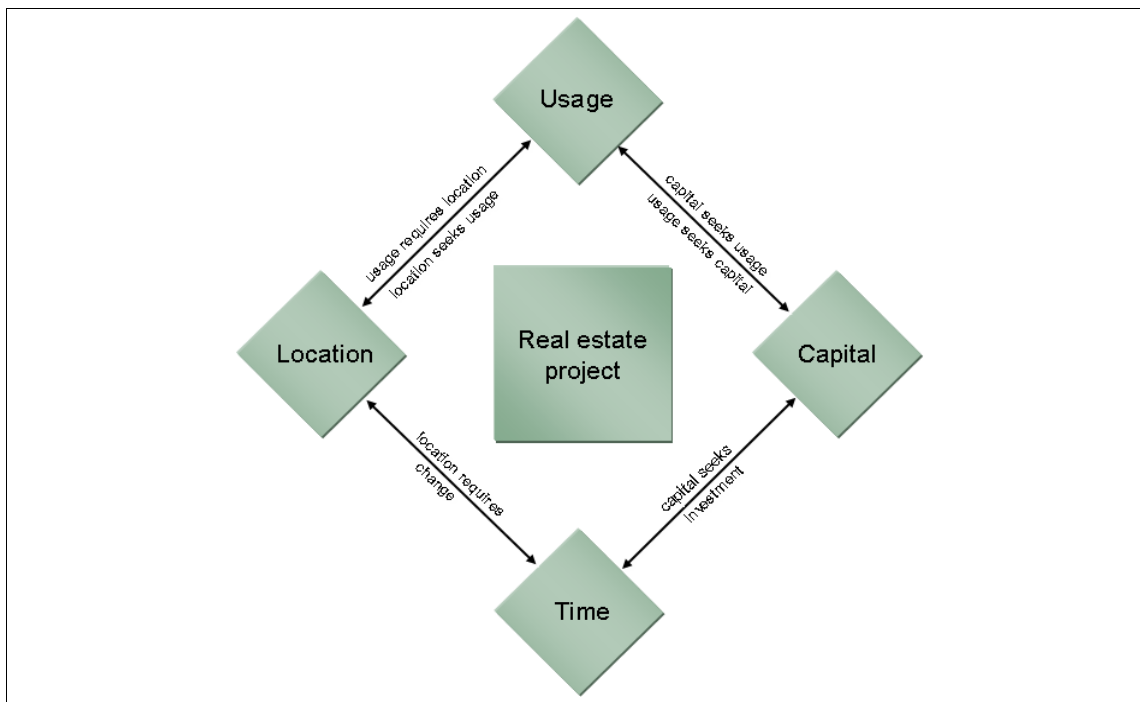 Usage
usage requires location
location seeks usage
capital seeks usage
usage seeks capital
Location
Real estate
project
Capital
location requires
change
capital seeks
investment
Time